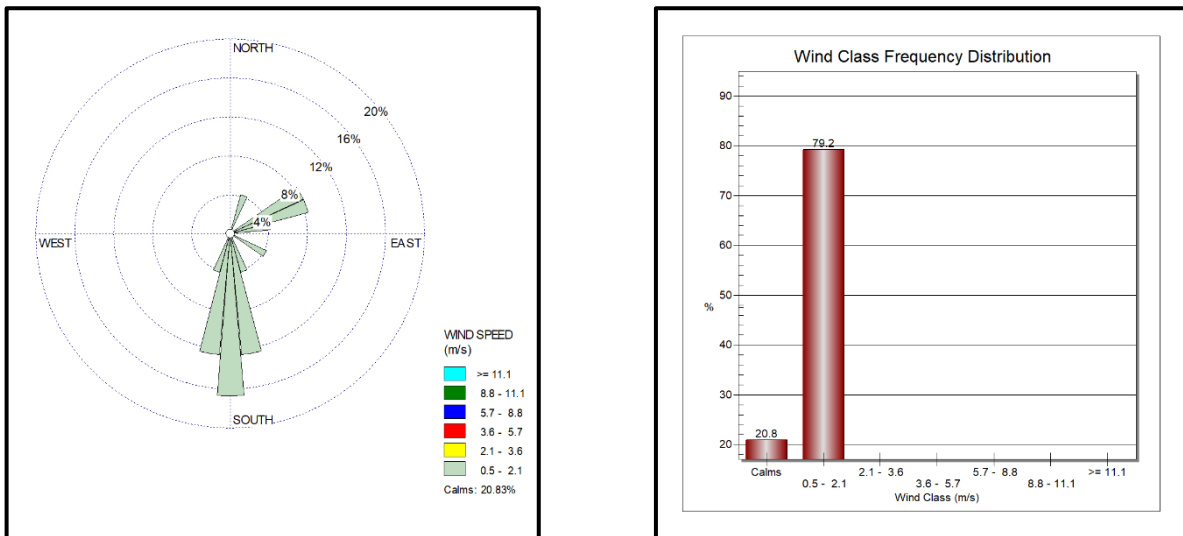 NORTH
20%
16%
12%
8%
4%
WEST
EAST
SOUTH
WIND SPEED
(m/s)
>= 11.1
8.8 - 11.1
5.7 - 8.8
3.6 - 5.7
2.1 - 3.6
0.5 - 2.1
Calms: 20.83%
Wind Class Frequency Distribution
90
80
70
60
50
40
30
20
%
79.2
20.8
Calms
0.5 - 2.1
2.1 - 3.6
3.6 - 5.7
5.7 - 8.8
8.8 - 11.1
>= 11.1
Wind Class (m/s)